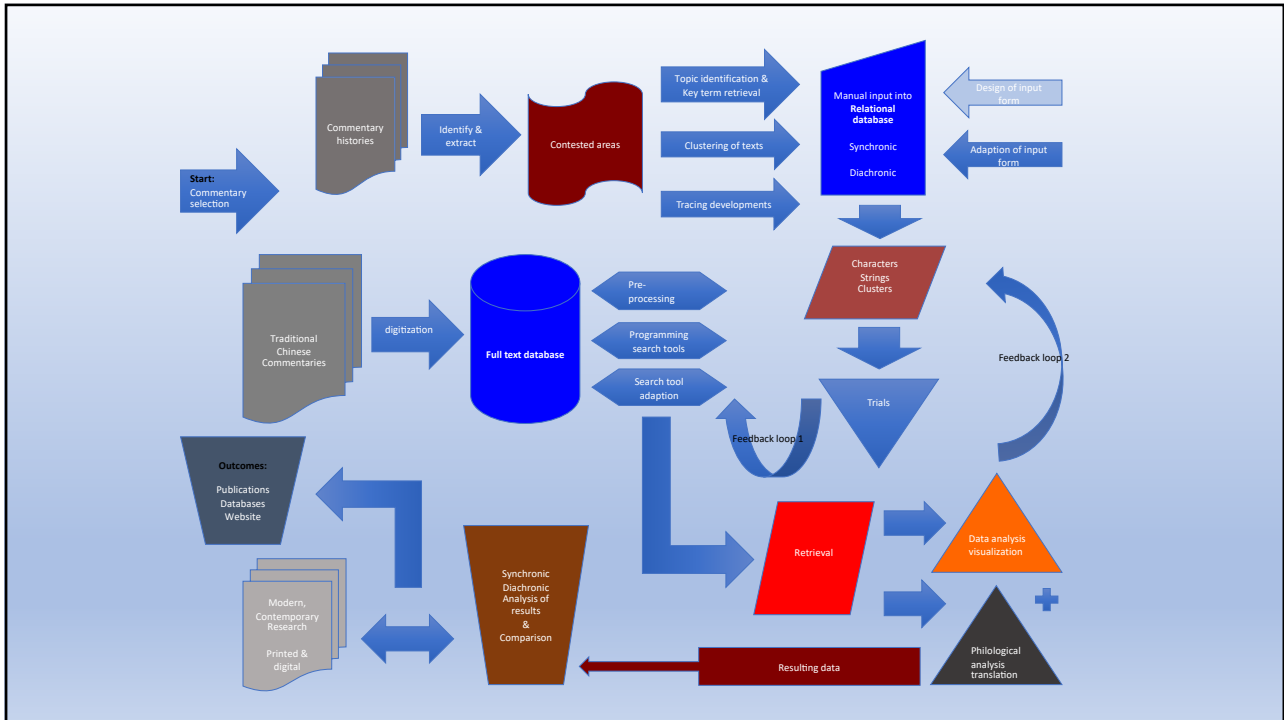 Start:
Commentary
selection
Commentary
histories
Identify &
extract
Contested areas
Topic identification &
Key term retrieval
Clustering of texts
Tracing developments
Manual input into
Relational
database
Synchronic
Diachronic
Design of input
form
Adaption of input
form
Traditional
Chinese
Commentaries
digitization
Full text database
Pre-
processing
Programming
search tools
Search tool
adaption
Characters
Strings
Clusters
Trials
Feedback loop 1
Feedback loop 2
Retrieval
Data analysis
visualization
Philological
analysis
translation
Resulting data
Synchronic
Diachronic
Analysis of
results
&
Comparison
Outcomes:
Publications
Databases
Website
Modern,
Contemporary
Research
Printed &
digital